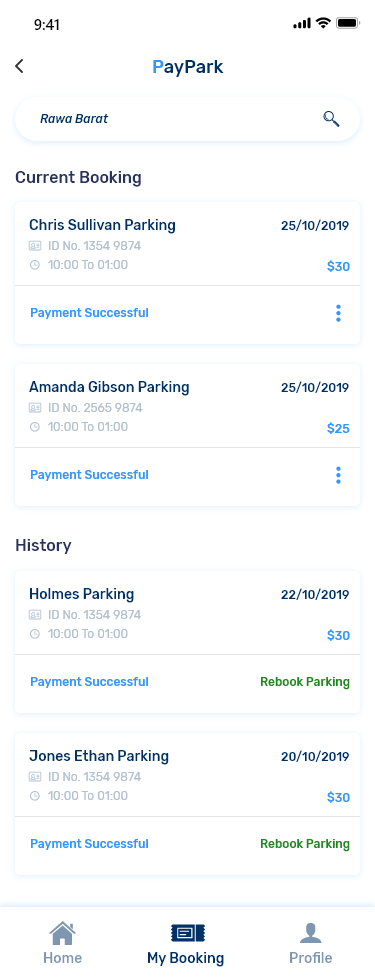 9:41
PayPark
Rawa Barat
Current Booking
Chris Sullivan Parking 25/10/2019
ID No. 1354 9874
10:00 To 01:00 $30
Payment Successful
Amanda Gibson Parking 25/10/2019
ID No. 2565 9874
10:00 To 01:00 $25
Payment Successful
History
Holmes Parking 22/10/2019
ID No. 1354 9874
10:00 To 01:00 $30
Payment Successful Rebook Parking
Jones Ethan Parking 20/10/2019
ID No. 1354 9874
10:00 To 01:00 $30
Payment Successful Rebook Parking
Home My Booking Profile